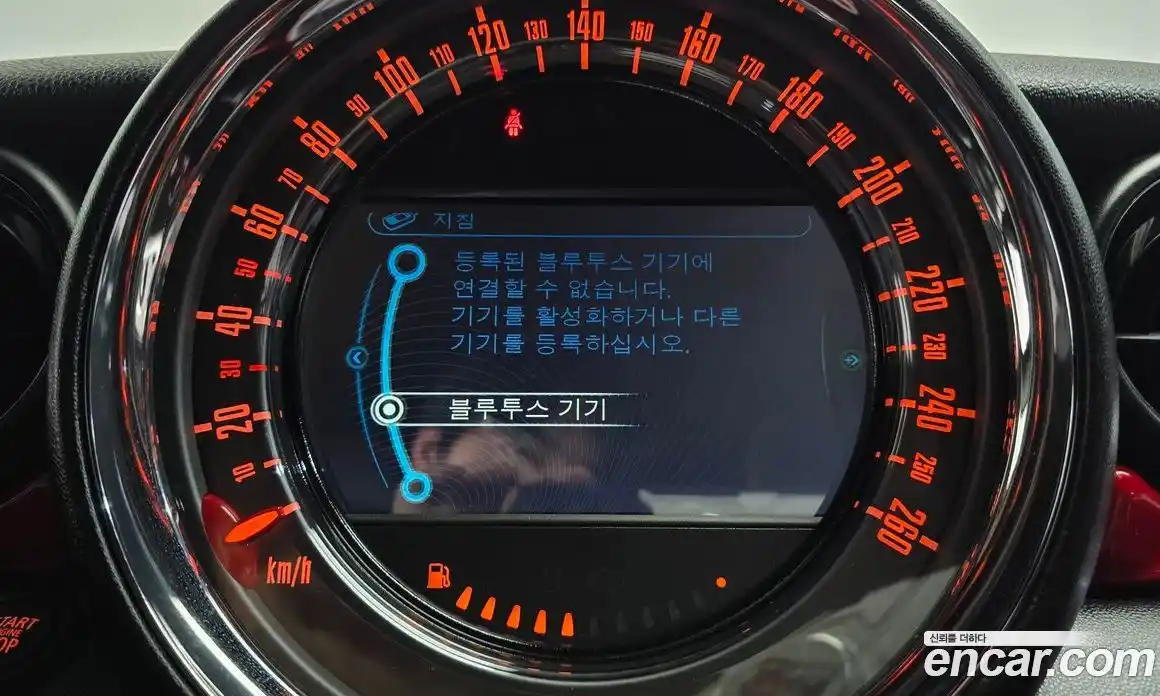 10
20
30
40
50
60
70
80
90
100
110
120
130
140
150
160
170
180
190
200
210
220
230
240
250
260
km/h
지침
등록된 블루투스 기기에
연결할 수 없습니다.
기기를 활성화하거나 다른
기기를 등록하십시오.
블루투스 기기
START
ENGINE
STOP
신뢰를 더하다
encar.com